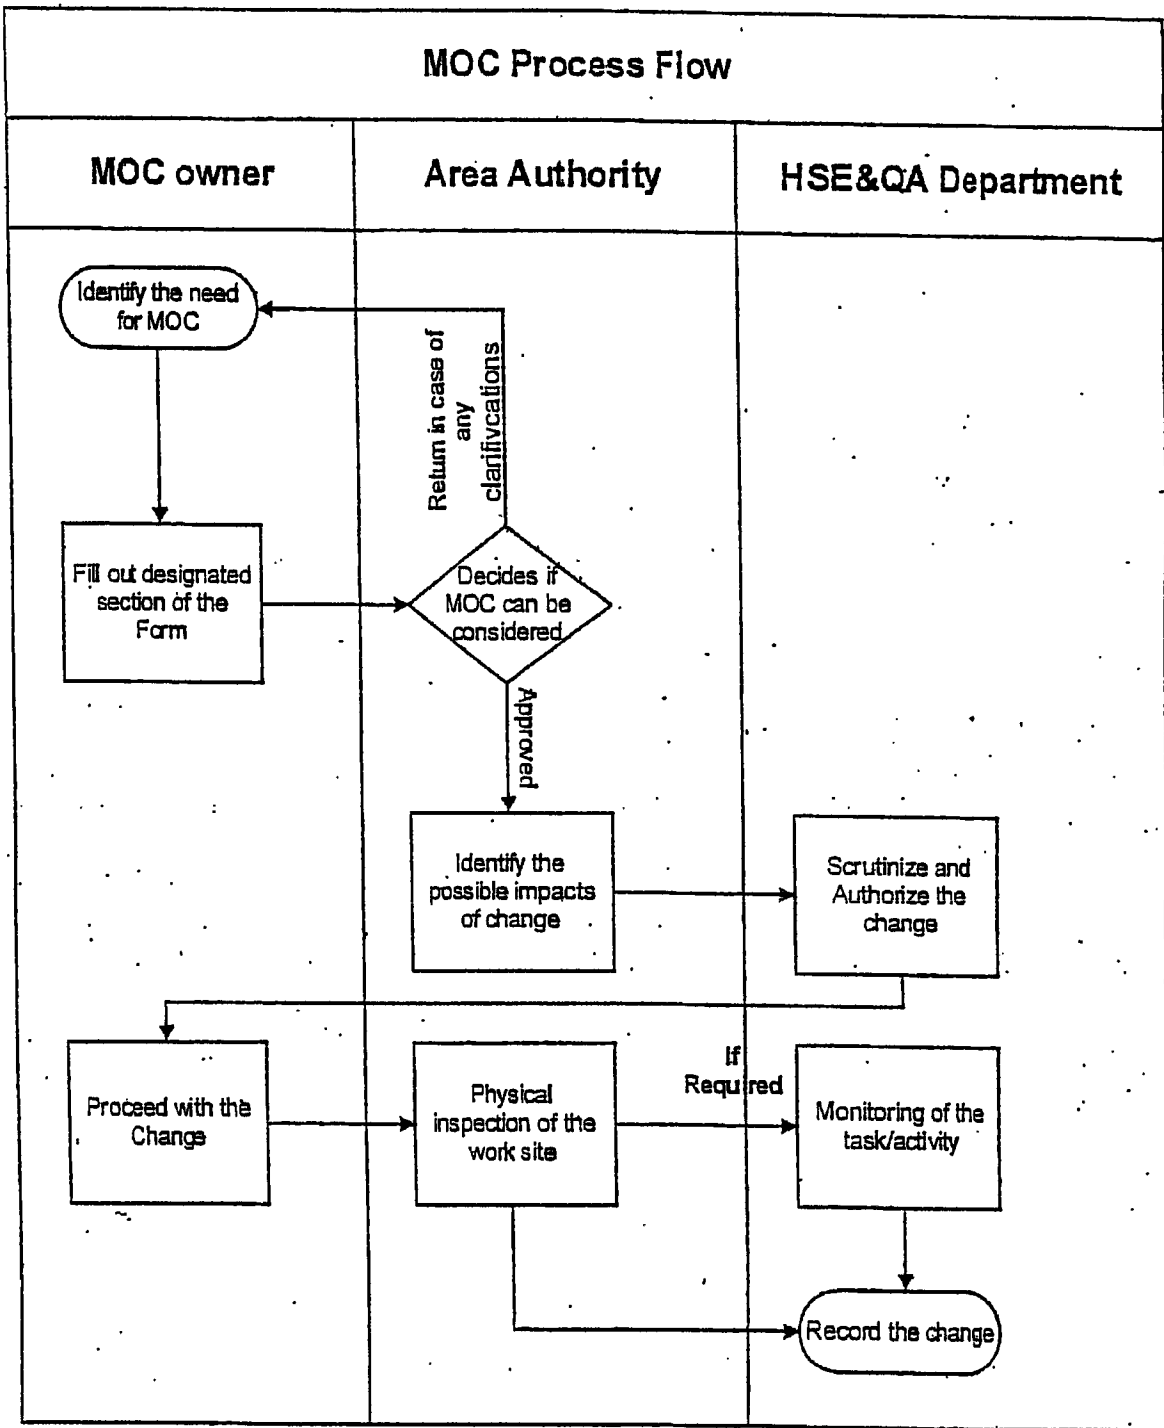 MOC Process Flow
MOC owner
Area Authority
HSE&QA Department
Identify the need
for MOC
Return in case of
any
clarifivcations
Fill out designated
section of the
Form
Decides if
MOC can be
considered
Approved
Identify the
possible impacts
of change
Scrutinize and
Authorize the
change
Proceed with the
Change
Physical
inspection of the
work site
If
Required
Monitoring of the
task/activity
Record the change